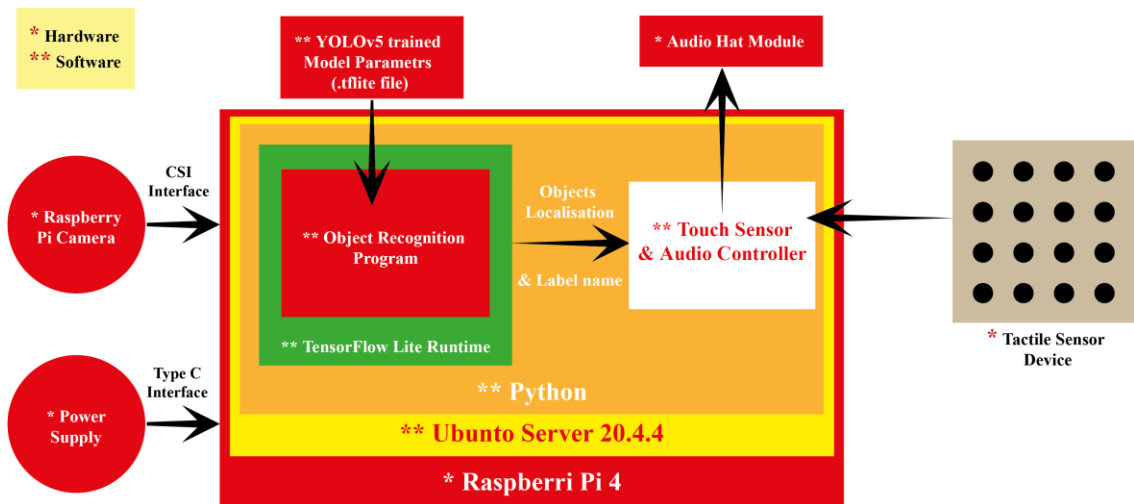 * Hardware
** Software
** YOLOv5 trained
Model Parametrs
(.tflite file)
* Audio Hat Module
CSI
Interface
* Raspberry
Pi Camera
** Object Recognition
Program
** TensorFlow Lite Runtime
Objects
Localisation
& Label name
** Touch Sensor
& Audio Controller
* Tactile Sensor
Device
Type C
Interface
* Power
Supply
** Python
** Ubunto Server 20.4.4
* Raspberri Pi 4